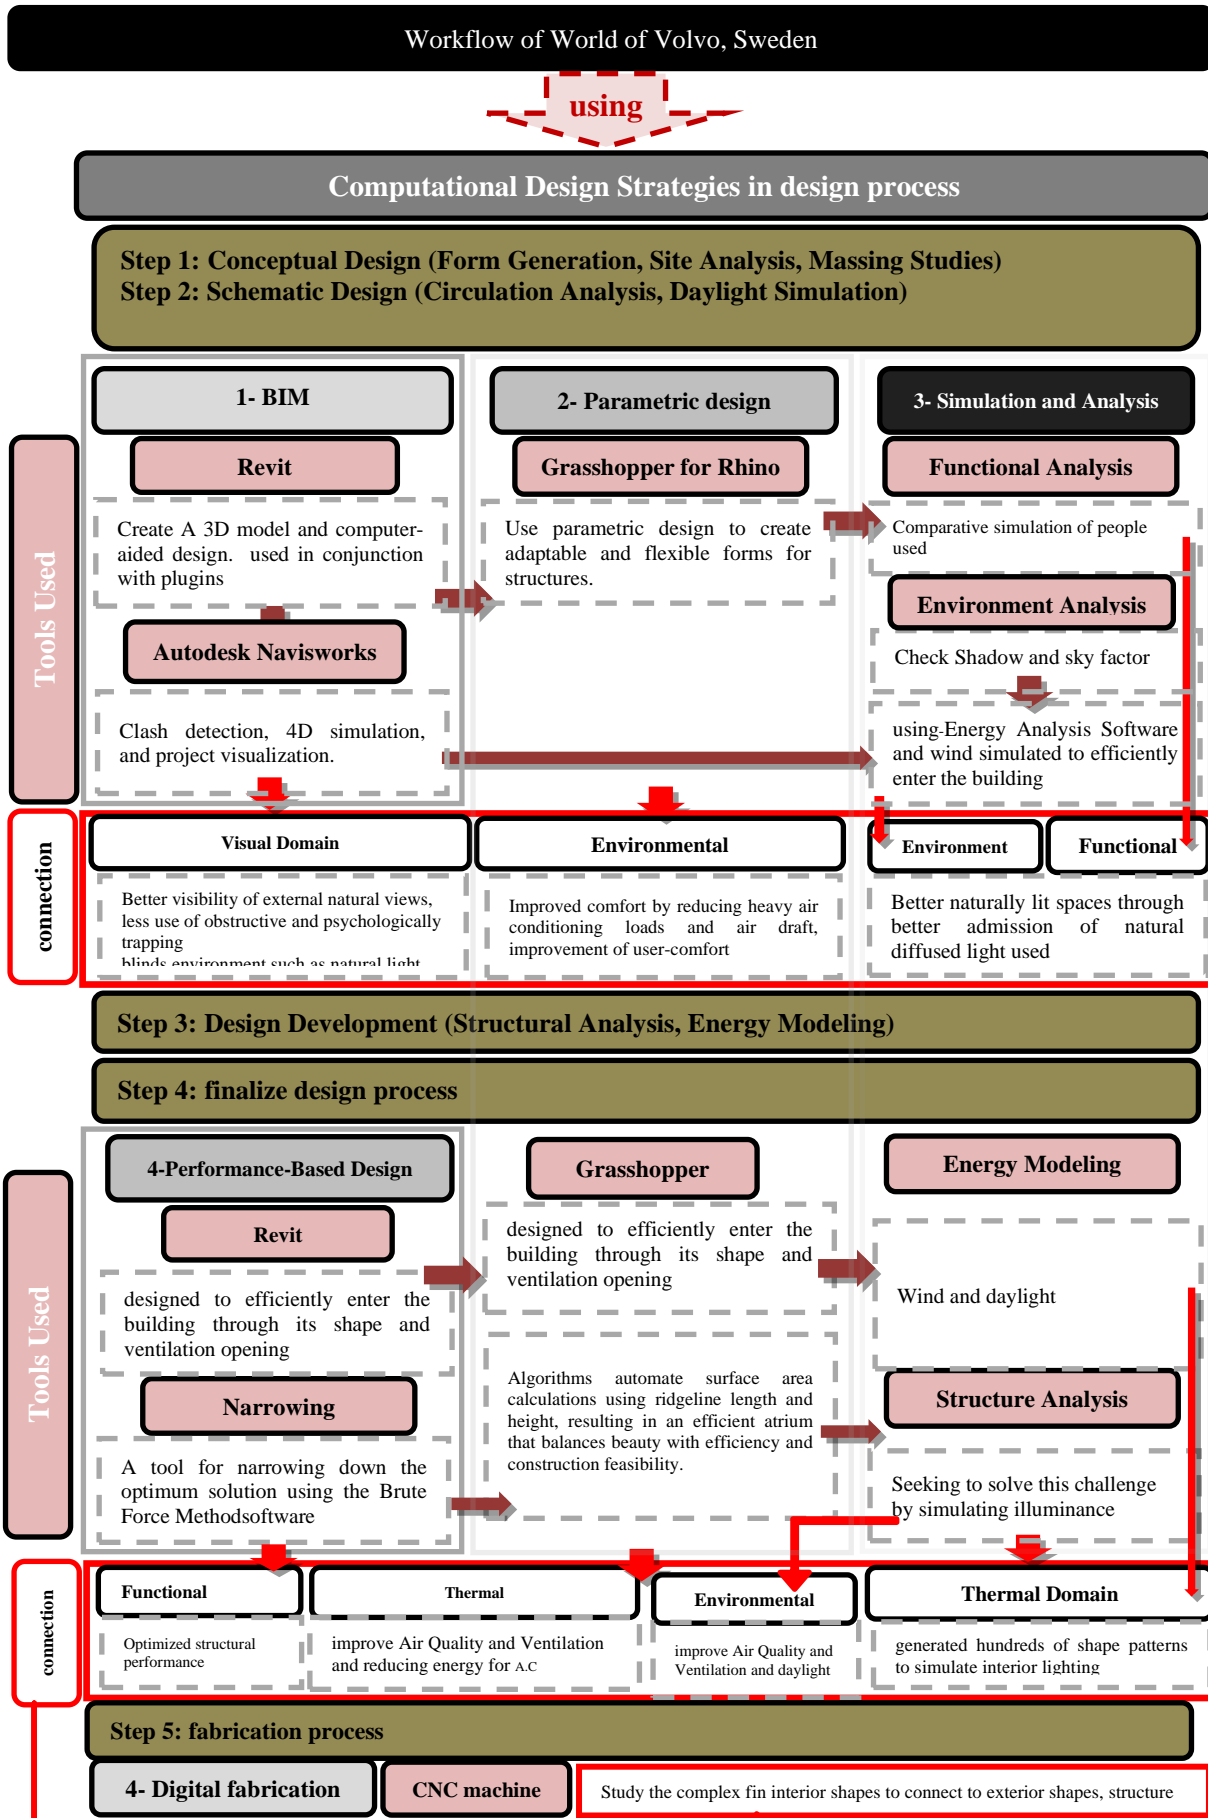 Workflow of World of Volvo, Sweden
using
Computational Design Strategies in design process
Step 1: Conceptual Design (Form Generation, Site Analysis, Massing Studies)
Step 2: Schematic Design (Circulation Analysis, Daylight Simulation)
Tools Used
1- BIM
Revit
Create A 3D model and computer-
aided design. used in conjunction
with plugins
Autodesk Navisworks
Clash detection, 4D simulation,
and project visualization.
2- Parametric design
Grasshopper for Rhino
Use parametric design to create
adaptable and flexible forms for
structures.
3- Simulation and Analysis
Functional Analysis
Comparative simulation of people
used
Environment Analysis
Check Shadow and sky factor
using-Energy Analysis Software
and wind simulated to efficiently
enter the building
connection
Visual Domain
Better visibility of external natural views,
less use of obstructive and psychologically
trapping
blinds environment such as natural light
Environmental
Improved comfort by reducing heavy air
conditioning loads and air draft,
improvement of user-comfort
Environment
Functional
Better naturally lit spaces through
better admission of natural
diffused light used
Step 3: Design Development (Structural Analysis, Energy Modeling)
Step 4: finalize design process
Tools Used
4-Performance-Based Design
Revit
designed to efficiently enter the
building through its shape and
ventilation opening
Narrowing
A tool for narrowing down the
optimum solution using the Brute
Force Methodsoftware
Grasshopper
designed to efficiently enter the
building through its shape and
ventilation opening
Algorithms automate surface area
calculations using ridgeline length and
height, resulting in an efficient atrium
that balances beauty with efficiency and
construction feasibility.
Energy Modeling
Wind and daylight
Structure Analysis
Seeking to solve this challenge
by simulating illuminance
connection
Functional
Optimized structural
performance
Thermal
improve Air Quality and Ventilation
and reducing energy for A.C
Environmental
improve Air Quality and
Ventilation and daylight
Thermal Domain
generated hundreds of shape patterns
to simulate interior lighting
Step 5: fabrication process
4- Digital fabrication
CNC machine
Study the complex fin interior shapes to connect to exterior shapes, structure